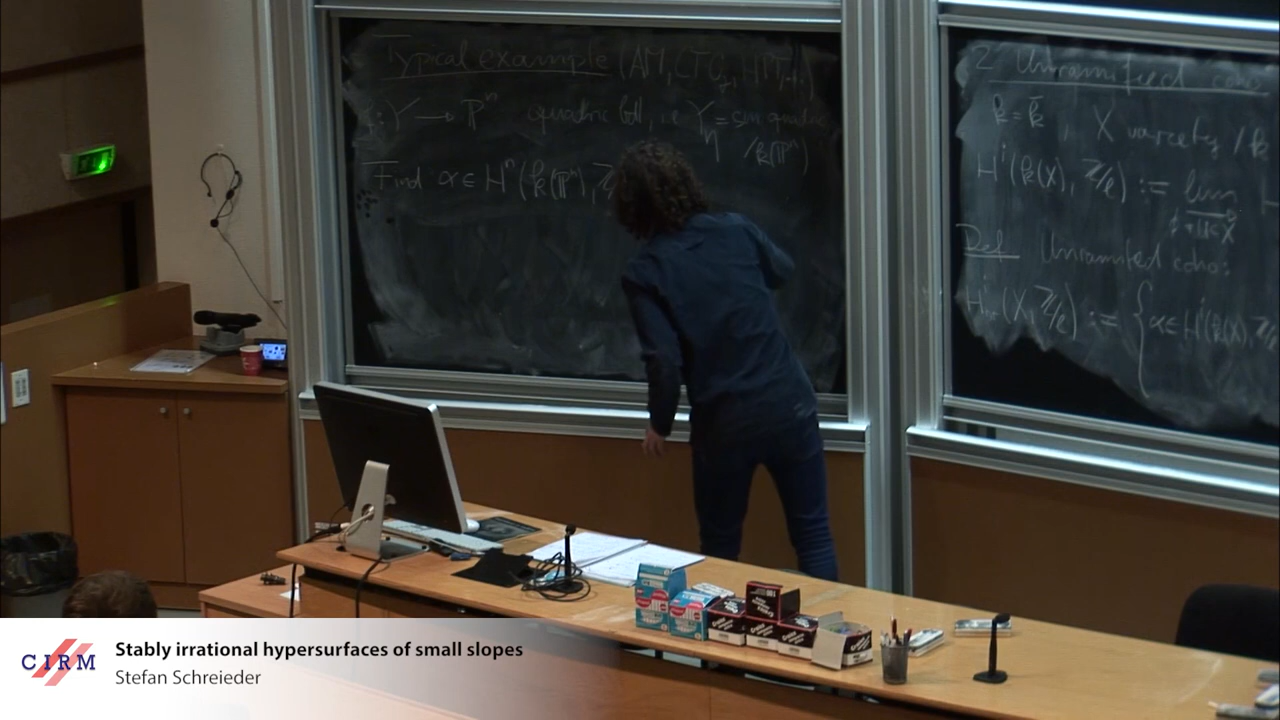 Typical example (AM, CTO, HPT,
f: Y → ℙⁿ quadric bdl, i.e. Y_η = sm quadric
/k(ℙⁿ)
Find α ∈ Hⁿ(k(ℙⁿ), ℤ/
2 Unramified
k = k̄, X variety /k
Hⁱ(k(X), ℤ/ℓ) := lim H
∅≠U⊂X
Def Unramified coho:
(X, ℤ/ℓ) := { α∈Hⁱ(k(X), ℤ/
CIRM
Stably irrational hypersurfaces of small slopes
Stefan Schreieder